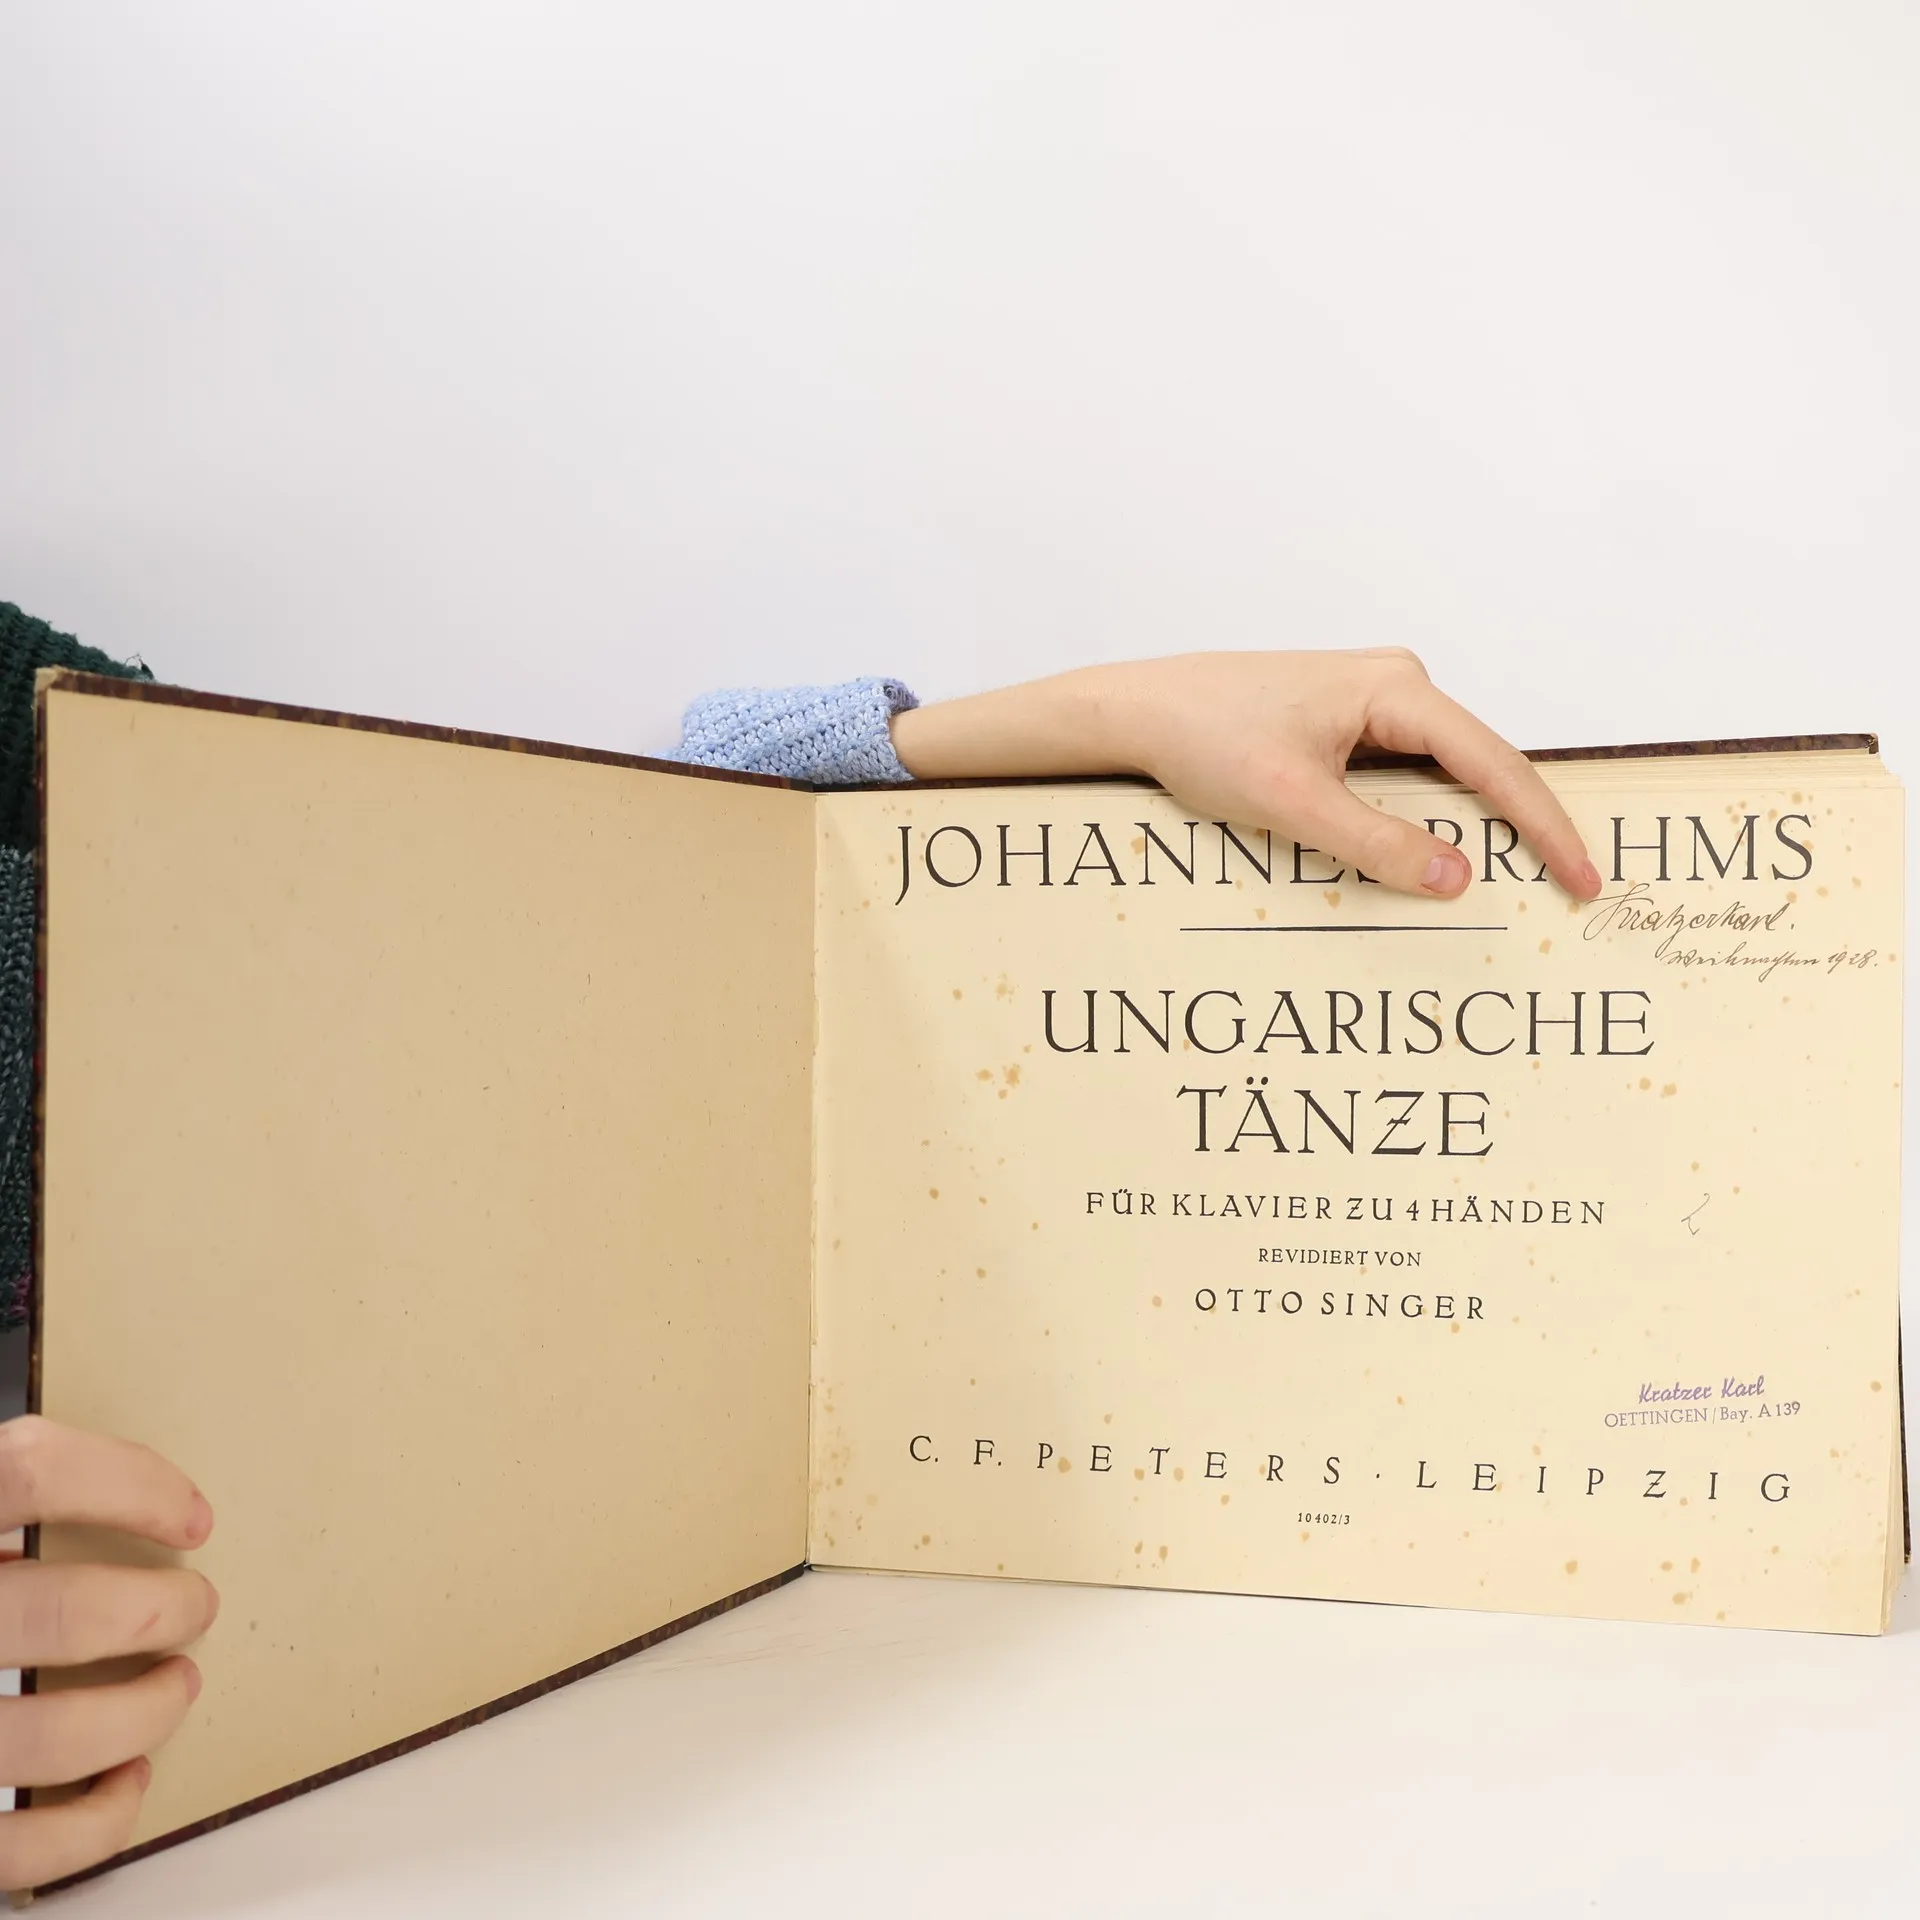 JOHANNES BRAHMS
Kratzer Karl.
Weihnachten 1928.
UNGARISCHE
TÄNZE
FÜR KLAVIER ZU 4 HÄNDEN
REVIDIERT VON
OTTO SINGER
Kratzer Karl
OETTINGEN/Bay. A 139
C. F. PETERS · LEIPZIG
10402/3